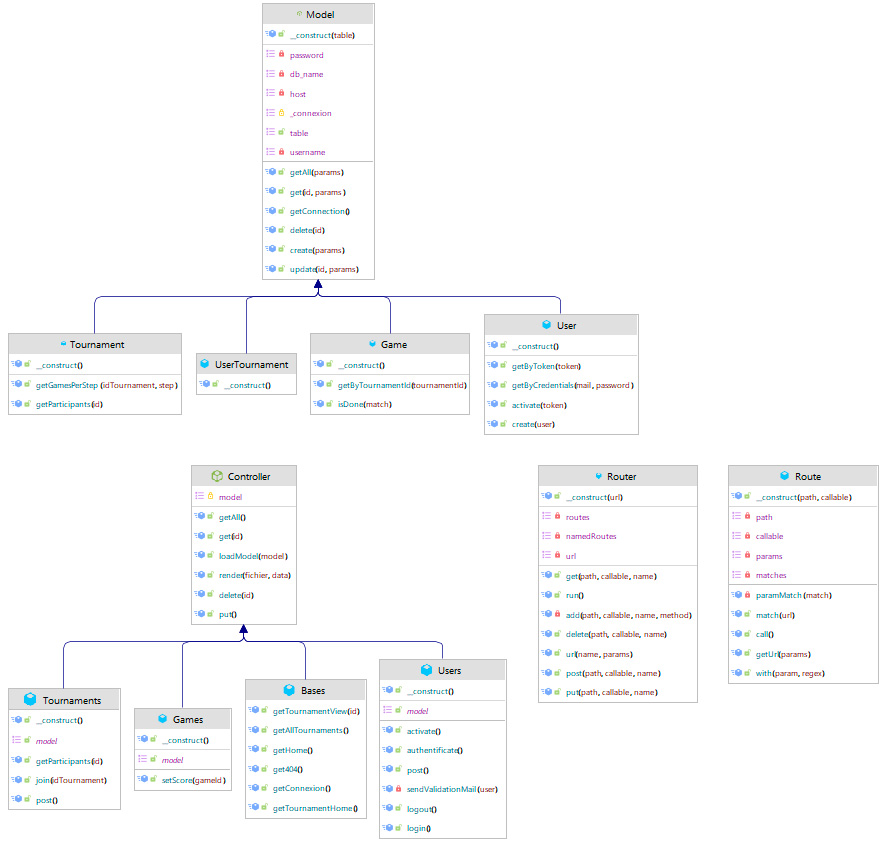 Model
__construct(table)
password
db_name
host
_connexion
table
username
getAll(params)
get(id, params )
getConnection()
delete(id)
create(params)
update(id, params)
Tournament
__construct()
getGamesPerStep (idTournament, step)
getParticipants(id)
UserTournament
__construct()
Game
__construct()
getByTournamentId(tournamentId)
isDone(match)
User
__construct()
getByToken(token)
getByCredentials(mail, password )
activate(token)
create(user)
Controller
model
getAll()
get(id)
loadModel(model)
render(fichier, data)
delete(id)
put()
Router
__construct(url)
routes
namedRoutes
url
get(path, callable, name)
run()
add(path, callable, name, method)
delete(path, callable, name)
url(name, params)
post(path, callable, name)
put(path, callable, name)
Route
__construct(path, callable)
path
callable
params
matches
paramMatch (match)
match(url)
call()
getUrl(params)
with(param, regex)
Tournaments
__construct()
model
getParticipants(id)
join(idTournament)
post()
Games
__construct()
model
setScore(gameId)
Bases
getTournamentView(id)
getAllTournaments()
getHome()
get404()
getConnexion()
getTournamentHome()
Users
__construct()
model
activate()
authentificate()
post()
sendValidationMail(user)
logout()
login()